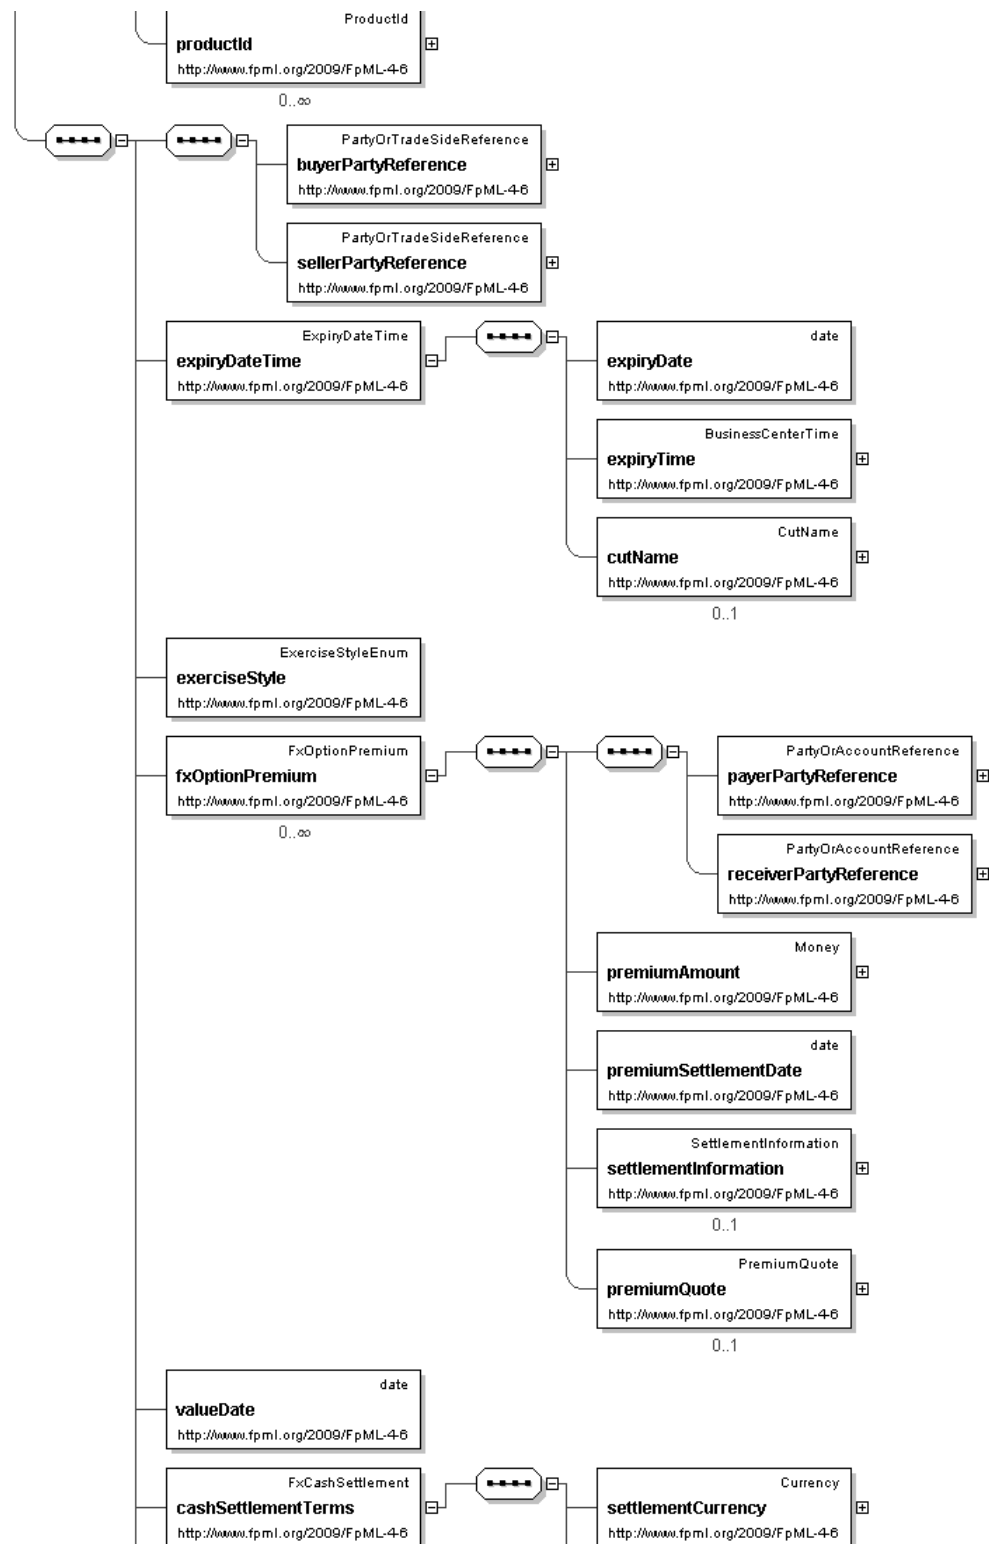 ProductId
productId
http://www.fpml.org/2009/FpML-4-6
0..∞
PartyOrTradeSideReference
buyerPartyReference
http://www.fpml.org/2009/FpML-4-6
PartyOrTradeSideReference
sellerPartyReference
http://www.fpml.org/2009/FpML-4-6
ExpiryDateTime
expiryDateTime
http://www.fpml.org/2009/FpML-4-6
date
expiryDate
http://www.fpml.org/2009/FpML-4-6
BusinessCenterTime
expiryTime
http://www.fpml.org/2009/FpML-4-6
CutName
cutName
http://www.fpml.org/2009/FpML-4-6
0..1
ExerciseStyleEnum
exerciseStyle
http://www.fpml.org/2009/FpML-4-6
FxOptionPremium
fxOptionPremium
http://www.fpml.org/2009/FpML-4-6
0..∞
PartyOrAccountReference
payerPartyReference
http://www.fpml.org/2009/FpML-4-6
PartyOrAccountReference
receiverPartyReference
http://www.fpml.org/2009/FpML-4-6
Money
premiumAmount
http://www.fpml.org/2009/FpML-4-6
date
premiumSettlementDate
http://www.fpml.org/2009/FpML-4-6
SettlementInformation
settlementInformation
http://www.fpml.org/2009/FpML-4-6
0..1
PremiumQuote
premiumQuote
http://www.fpml.org/2009/FpML-4-6
0..1
date
valueDate
http://www.fpml.org/2009/FpML-4-6
FxCashSettlement
cashSettlementTerms
http://www.fpml.org/2009/FpML-4-6
Currency
settlementCurrency
http://www.fpml.org/2009/FpML-4-6